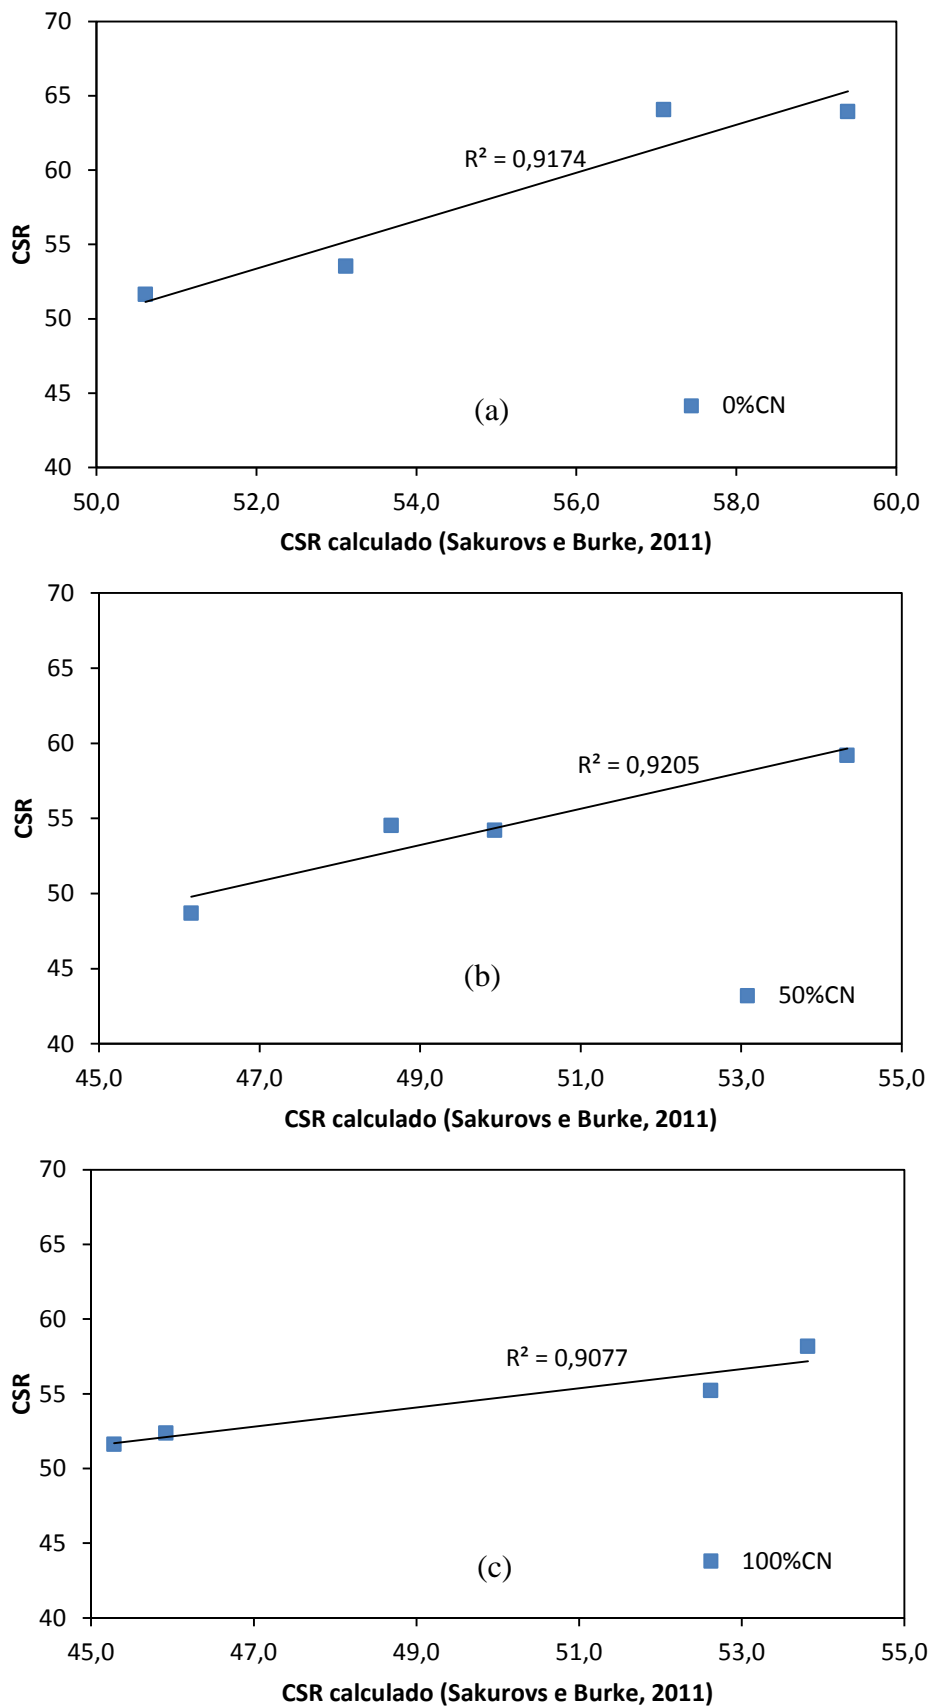 70
65
60
55
50
45
40
CSR
R² = 0,9174
(a)
0%CN
50,0 52,0 54,0 56,0 58,0 60,0
CSR calculado (Sakurovs e Burke, 2011)
70
65
60
55
50
45
40
CSR
R² = 0,9205
(b)
50%CN
45,0 47,0 49,0 51,0 53,0 55,0
CSR calculado (Sakurovs e Burke, 2011)
70
65
60
55
50
45
40
CSR
R² = 0,9077
(c)
100%CN
45,0 47,0 49,0 51,0 53,0 55,0
CSR calculado (Sakurovs e Burke, 2011)